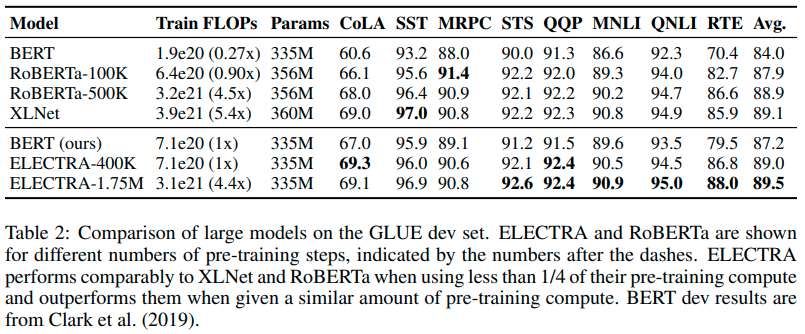 Model Train FLOPs Params CoLA SST MRPC STS QQP MNLI QNLI RTE Avg.
BERT 1.9e20 (0.27x) 335M 60.6 93.2 88.0 90.0 91.3 86.6 92.3 70.4 84.0
RoBERTa-100K 6.4e20 (0.90x) 356M 66.1 95.6 91.4 92.2 92.0 89.3 94.0 82.7 87.9
RoBERTa-500K 3.2e21 (4.5x) 356M 68.0 96.4 90.9 92.1 92.2 90.2 94.7 86.6 88.9
XLNet 3.9e21 (5.4x) 360M 69.0 97.0 90.8 92.2 92.3 90.8 94.9 85.9 89.1
BERT (ours) 7.1e20 (1x) 335M 67.0 95.9 89.1 91.2 91.5 89.6 93.5 79.5 87.2
ELECTRA-400K 7.1e20 (1x) 335M 69.3 96.0 90.6 92.1 92.4 90.5 94.5 86.8 89.0
ELECTRA-1.75M 3.1e21 (4.4x) 335M 69.1 96.9 90.8 92.6 92.4 90.9 95.0 88.0 89.5
Table 2: Comparison of large models on the GLUE dev set. ELECTRA and RoBERTa are shown
for different numbers of pre-training steps, indicated by the numbers after the dashes. ELECTRA
performs comparably to XLNet and RoBERTa when using less than 1/4 of their pre-training compute
and outperforms them when given a similar amount of pre-training compute. BERT dev results are
from Clark et al. (2019).